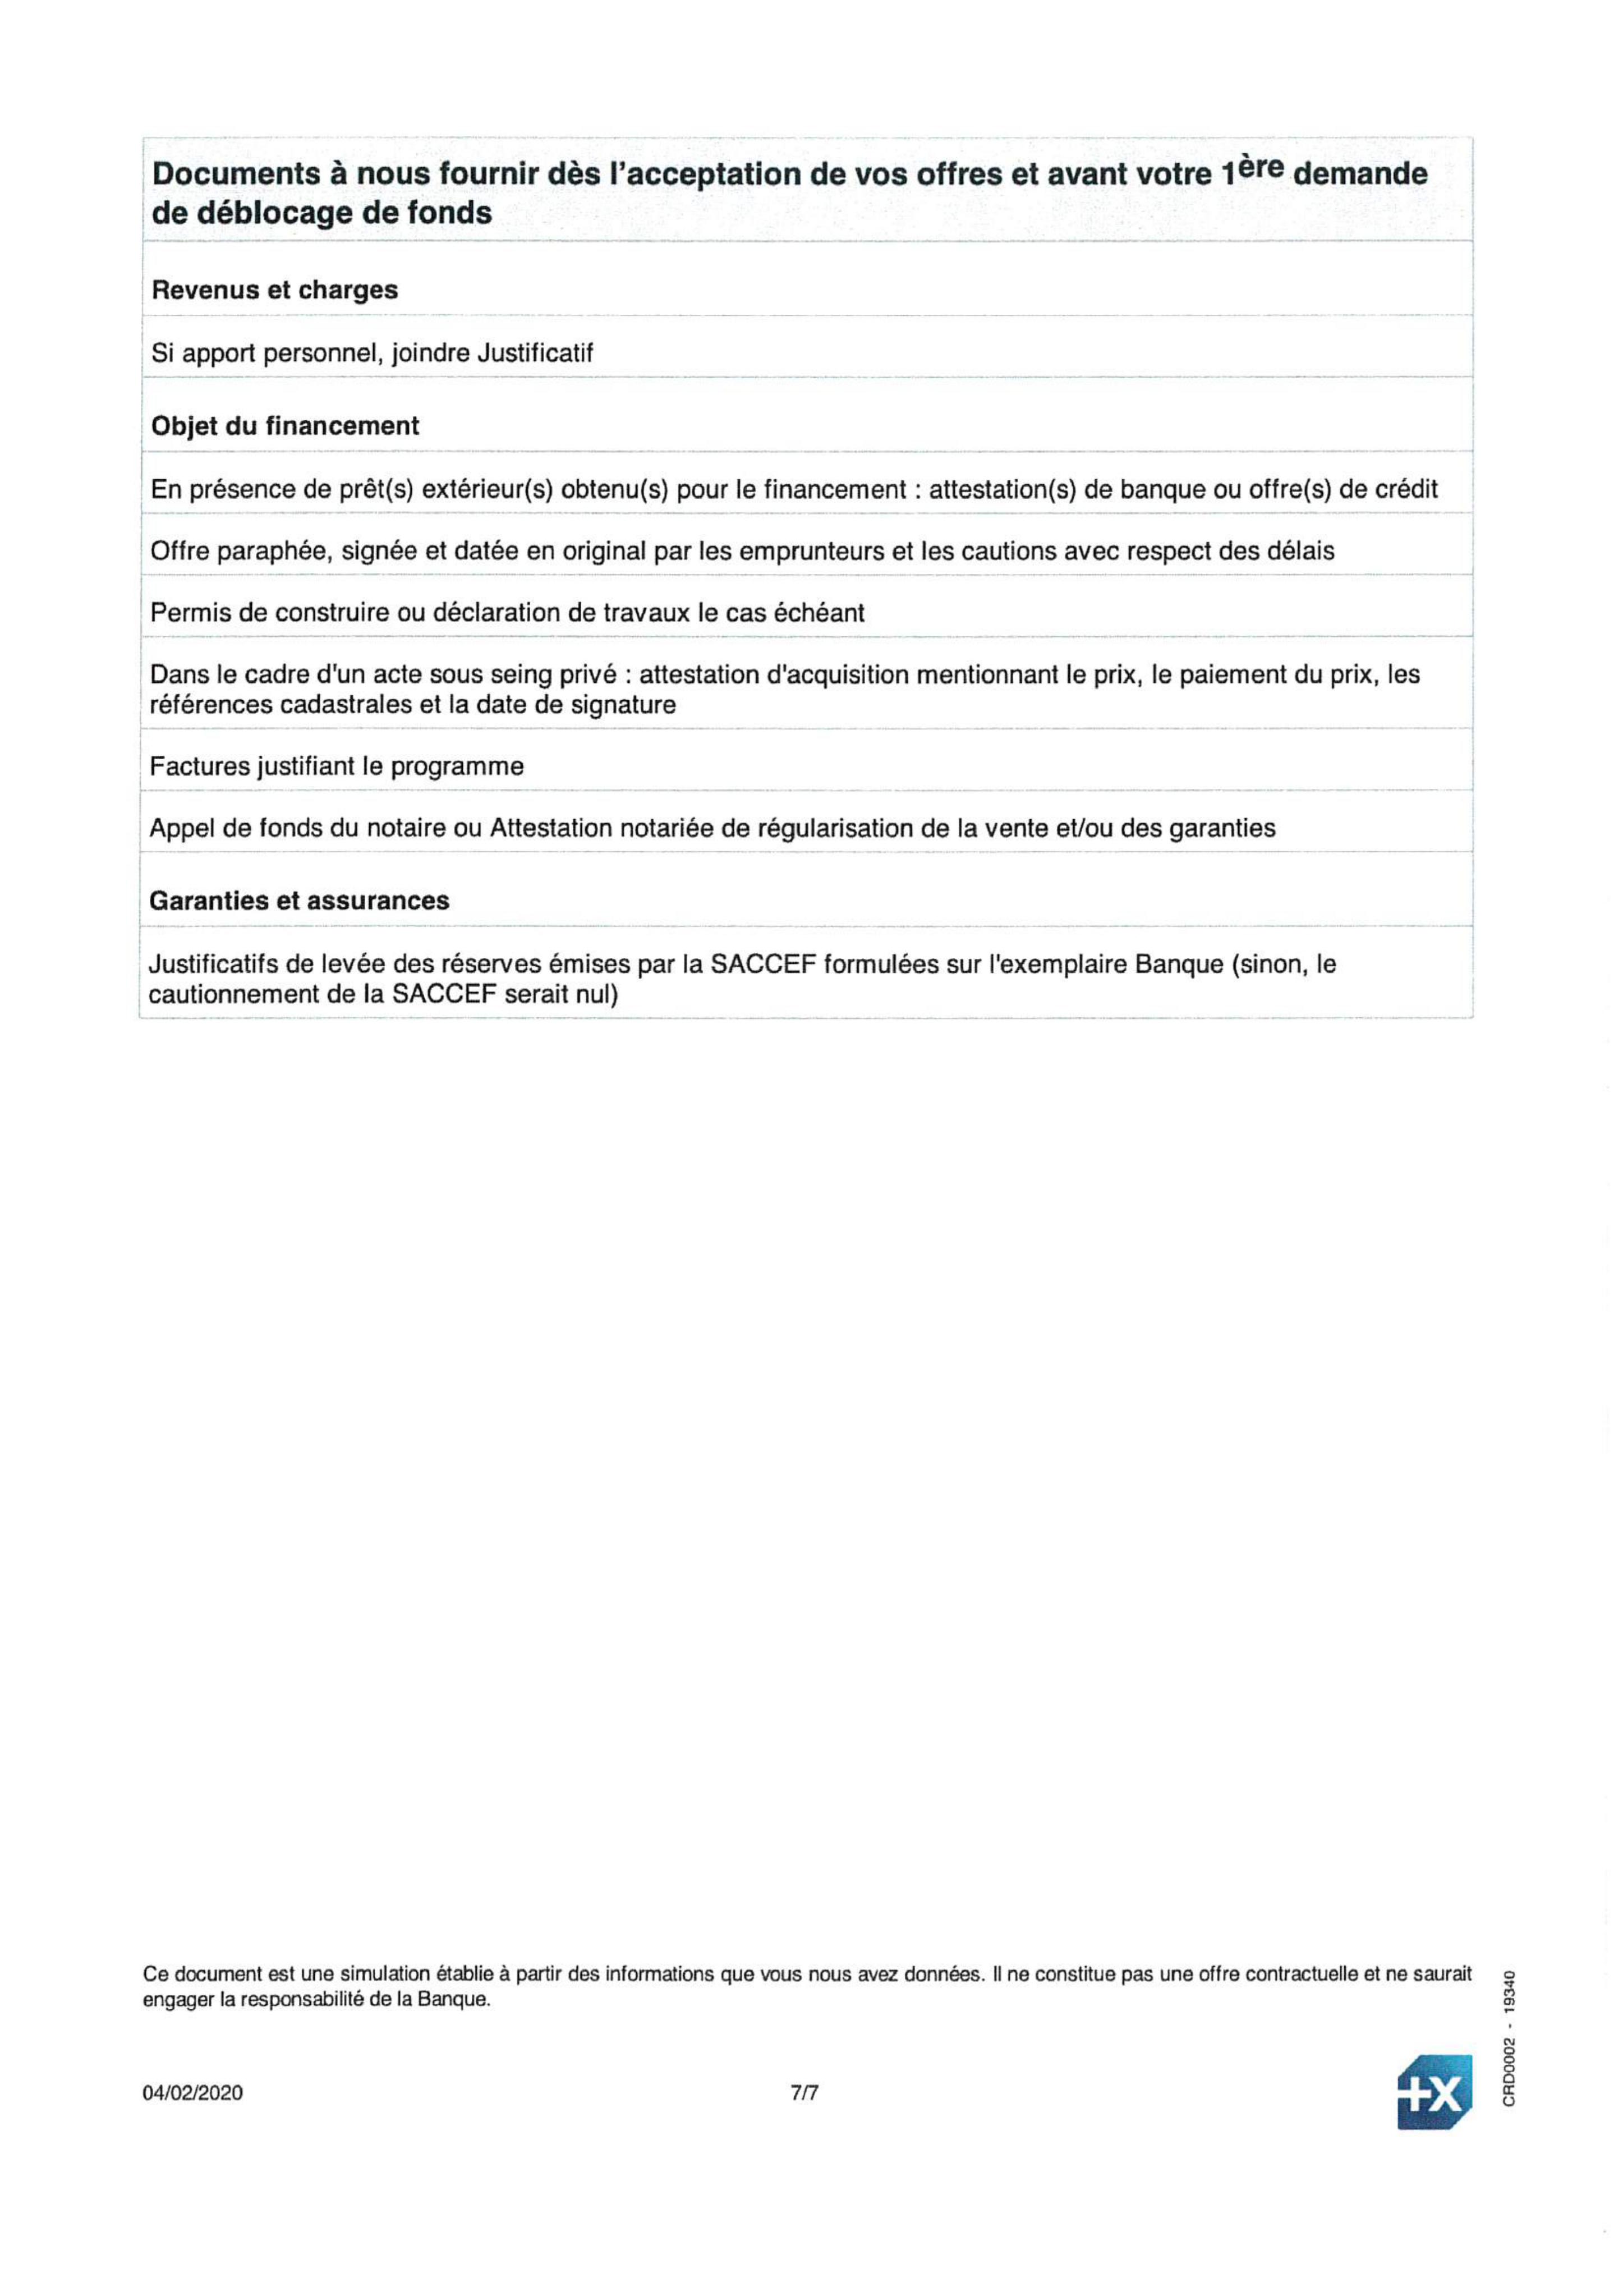 Documents à nous fournir dès l'acceptation de vos offres et avant votre 1ère demande
de déblocage de fonds
Revenus et charges
Si apport personnel, joindre Justificatif
Objet du financement
En présence de prêt(s) extérieur(s) obtenu(s) pour le financement : attestation(s) de banque ou offre(s) de crédit
Offre paraphée, signée et datée en original par les emprunteurs et les cautions avec respect des délais
Permis de construire ou déclaration de travaux le cas échéant
Dans le cadre d'un acte sous seing privé : attestation d'acquisition mentionnant le prix, le paiement du prix, les
références cadastrales et la date de signature
Factures justifiant le programme
Appel de fonds du notaire ou Attestation notariée de régularisation de la vente et/ou des garanties
Garanties et assurances
Justificatifs de levée des réserves émises par la SACCEF formulées sur l'exemplaire Banque (sinon, le
cautionnement de la SACCEF serait nul)
Ce document est une simulation établie à partir des informations que vous nous avez données. Il ne constitue pas une offre contractuelle et ne saurait
engager la responsabilité de la Banque.
04/02/2020
7/7
+X
CRD0002 - 19340